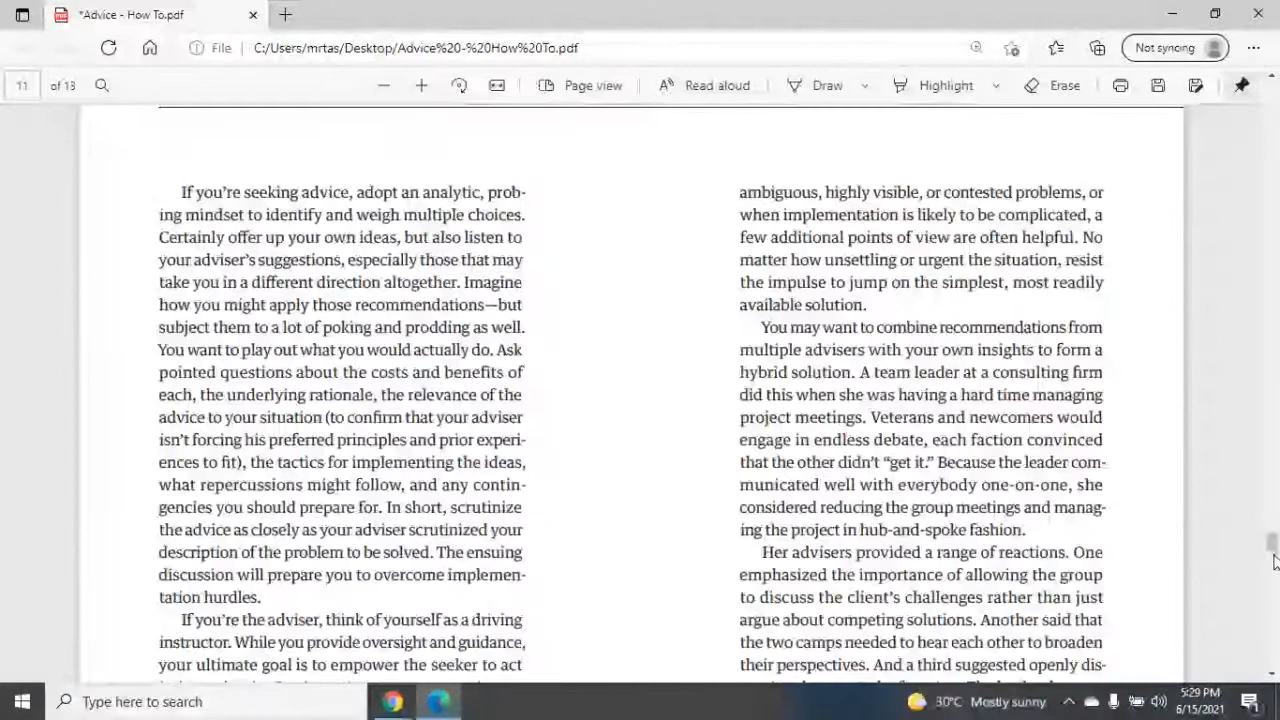 *Advice - How To.pdf
File
C:/Users/mrtas/Desktop/Advice%20-%20How%20To.pdf
Not syncing
11 of 13
Page view
Read aloud
Draw
Highlight
Erase
If you're seeking advice, adopt an analytic, prob-
ing mindset to identify and weigh multiple choices.
Certainly offer up your own ideas, but also listen to
your adviser's suggestions, especially those that may
take you in a different direction altogether. Imagine
how you might apply those recommendations—but
subject them to a lot of poking and prodding as well.
You want to play out what you would actually do. Ask
pointed questions about the costs and benefits of
each, the underlying rationale, the relevance of the
advice to your situation (to confirm that your adviser
isn't forcing his preferred principles and prior experi-
ences to fit), the tactics for implementing the ideas,
what repercussions might follow, and any contin-
gencies you should prepare for. In short, scrutinize
the advice as closely as your adviser scrutinized your
description of the problem to be solved. The ensuing
discussion will prepare you to overcome implemen-
tation hurdles.
If you're the adviser, think of yourself as a driving
instructor. While you provide oversight and guidance,
your ultimate goal is to empower the seeker to act
ambiguous, highly visible, or contested problems, or
when implementation is likely to be complicated, a
few additional points of view are often helpful. No
matter how unsettling or urgent the situation, resist
the impulse to jump on the simplest, most readily
available solution.
You may want to combine recommendations from
multiple advisers with your own insights to form a
hybrid solution. A team leader at a consulting firm
did this when she was having a hard time managing
project meetings. Veterans and newcomers would
engage in endless debate, each faction convinced
that the other didn't "get it." Because the leader com-
municated well with everybody one-on-one, she
considered reducing the group meetings and manag-
ing the project in hub-and-spoke fashion.
Her advisers provided a range of reactions. One
emphasized the importance of allowing the group
to discuss the client's challenges rather than just
argue about competing solutions. Another said that
the two camps needed to hear each other to broaden
their perspectives. And a third suggested openly dis-
Type here to search
30°C Mostly sunny
5:29 PM
6/15/2021